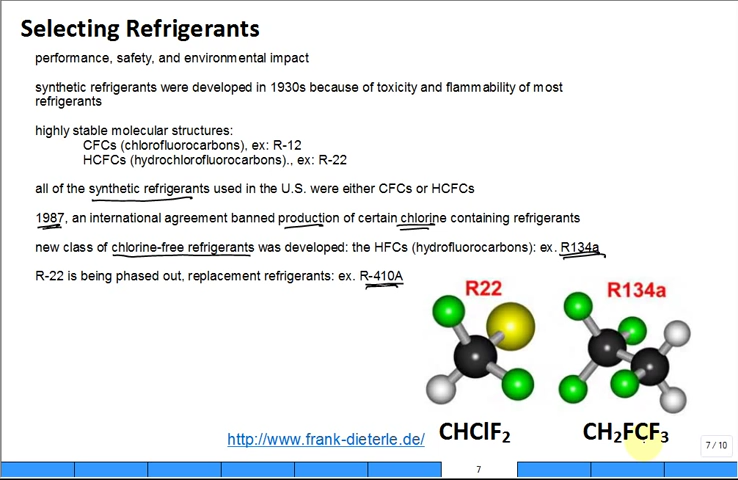 Selecting Refrigerants
performance, safety, and environmental impact
synthetic refrigerants were developed in 1930s because of toxicity and flammability of most
refrigerants
highly stable molecular structures:
CFCs (chlorofluorocarbons), ex: R-12
HCFCs (hydrochlorofluorocarbons)., ex: R-22
all of the synthetic refrigerants used in the U.S. were either CFCs or HCFCs
1987, an international agreement banned production of certain chlorine containing refrigerants
new class of chlorine-free refrigerants was developed: the HFCs (hydrofluorocarbons): ex. R134a
R-22 is being phased out, replacement refrigerants: ex. R-410A
R22 R134a
CHClF₂ CH₂FCF₃
http://www.frank-dieterle.de/
7 / 10
7